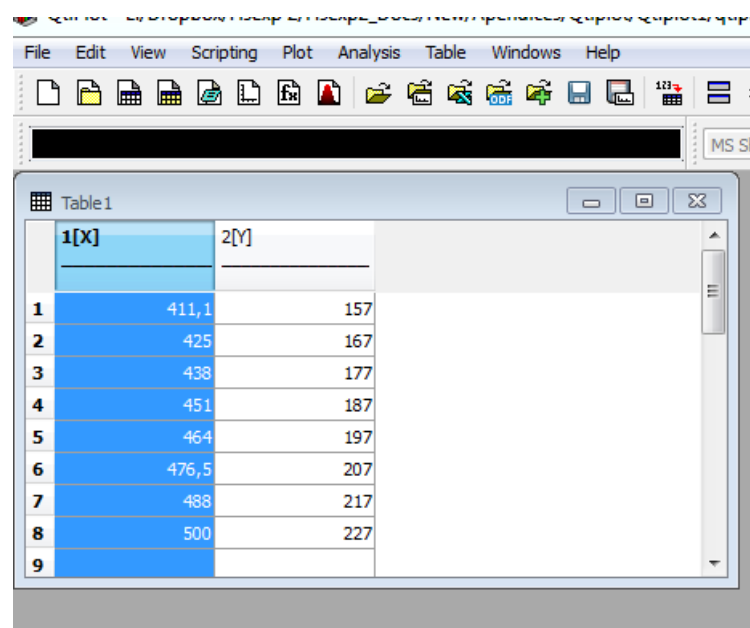 File Edit View Scripting Plot Analysis Table Windows Help
Table1
1[X] 2[Y]
1 411,1 157
2 425 167
3 438 177
4 451 187
5 464 197
6 476,5 207
7 488 217
8 500 227
9